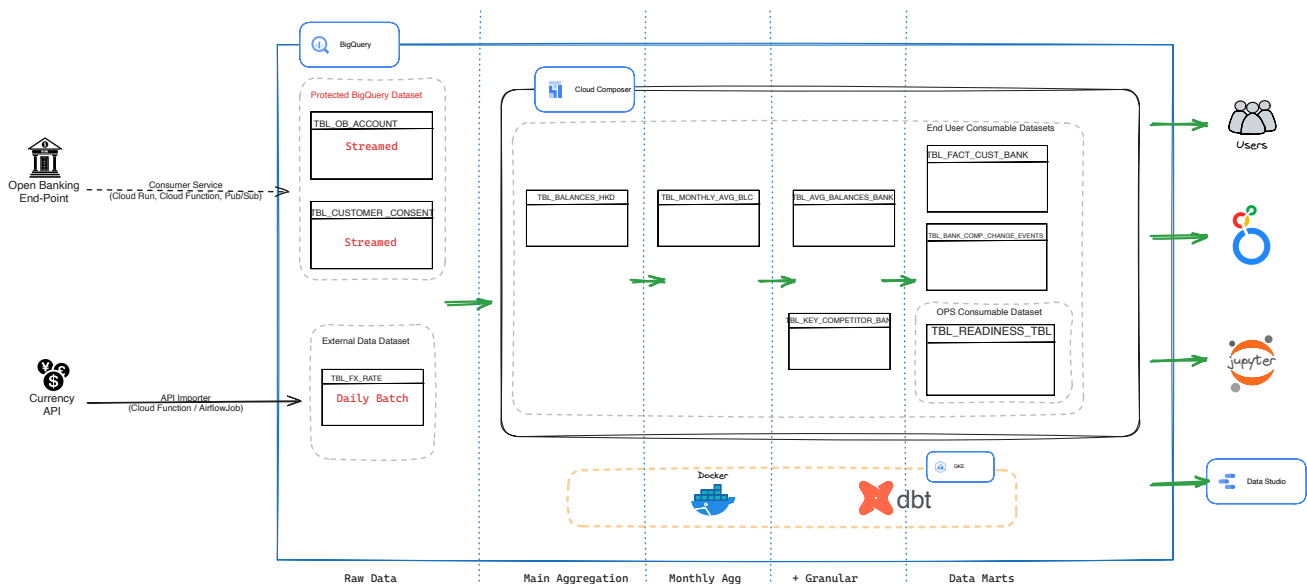 BigQuery
Cloud Composer
Protected BigQuery Dataset
TBL_OB_ACCOUNT
Streamed
TBL_CUSTOMER _CONSENT
Streamed
Open Banking
End-Point
Consumer Service
(Cloud Run, Cloud Function, Pub/Sub)
External Data Dataset
TBL_FX_RATE
Daily Batch
Currency
API
API Importer
(Cloud Function / AirflowJob)
TBL_BALANCES_HKD
TBL_MONTHLY_AVG_BLC
TBL_AVG_BALANCES_BANK
TBL_KEY_COMPETITOR_BAN
End User Consumable Datasets
TBL_FACT_CUST_BANK
TBL_BANK_COMP_CHANGE_EVENTS
OPS Consumable Dataset
TBL_READINESS_TBL
Users
jupyter
Data Studio
GKE
Docker
dbt
Raw Data
Main Aggregation
Monthly Agg
+ Granular
Data Marts